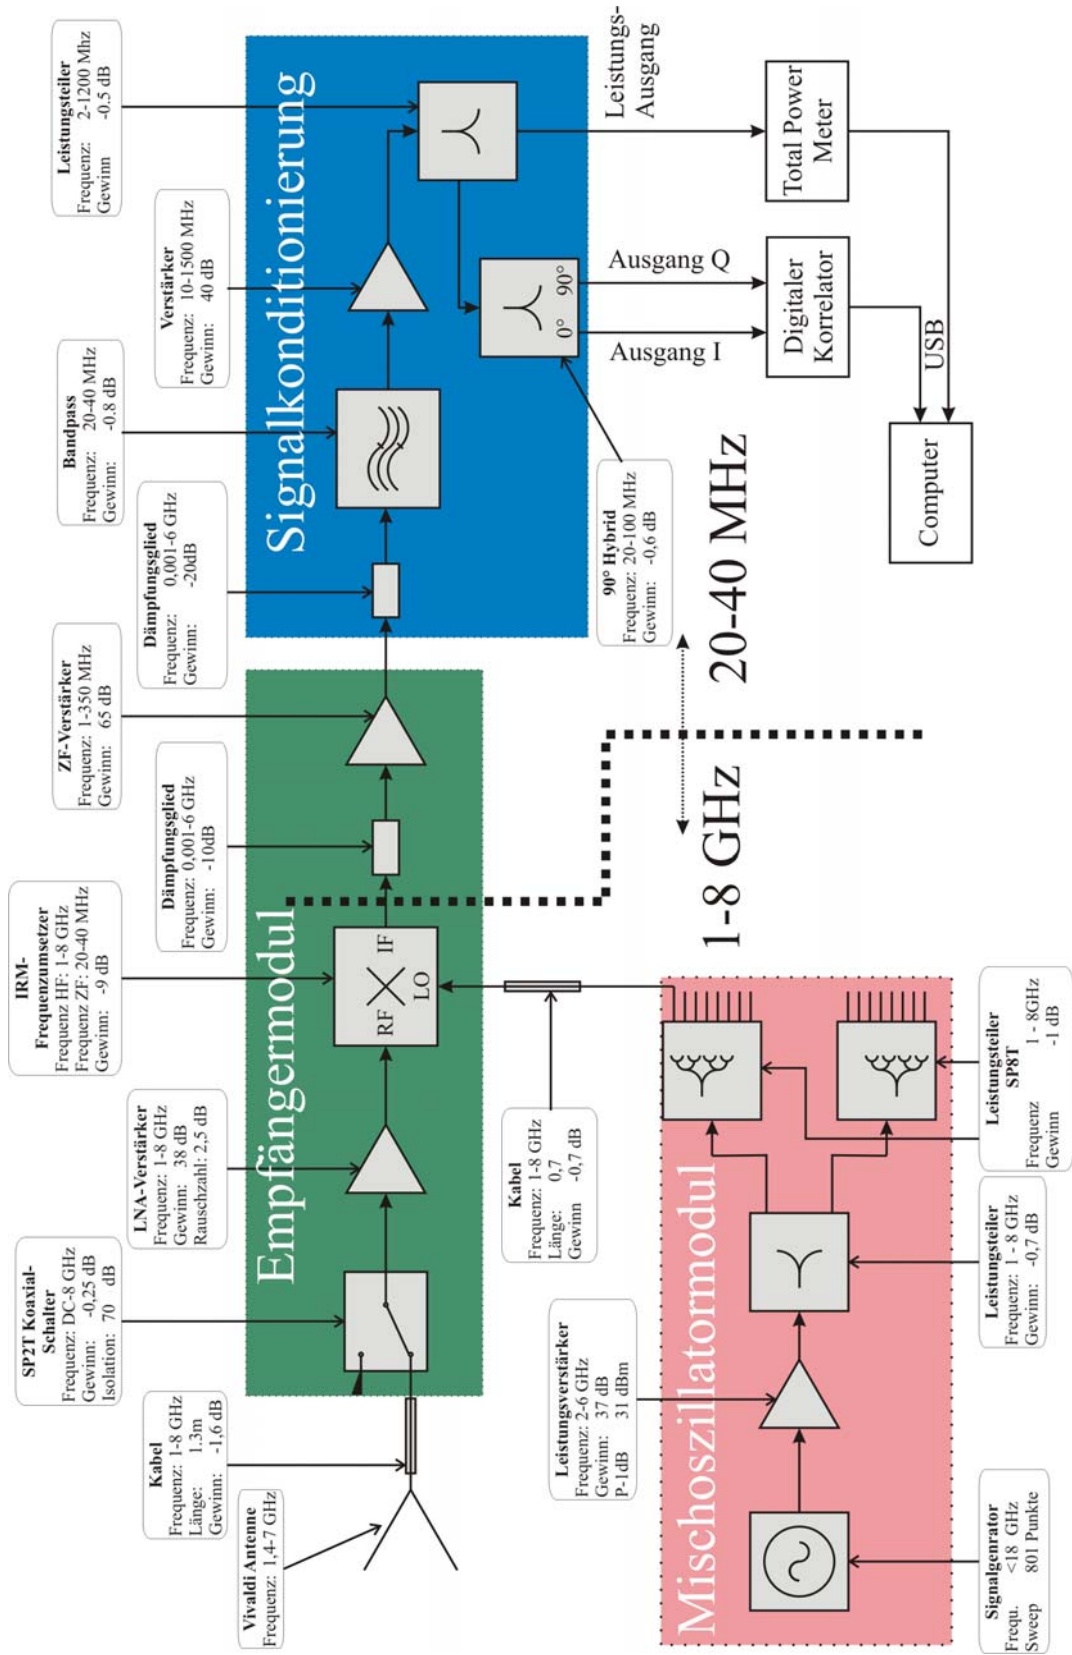 Vivaldi Antenne
Frequenz: 1,4-7 GHz
Kabel
Frequenz: 1-8 GHz
Länge: 1.3m
Gewinn: -1,6 dB
SP2T Koaxial-
Schalter
Frequenz: DC-8 GHz
Gewinn: -0,25 dB
Isolation: 70 dB
LNA-Verstärker
Frequenz: 1-8 GHz
Gewinn: 38 dB
Rauschzahl: 2,5 dB
IRM-
Frequenzumsetzer
Frequenz HF: 1-8 GHz
Frequenz ZF: 20-40 MHz
Gewinn: -9 dB
Dämpfungsglied
Frequenz: 0,001-6 GHz
Gewinn: -10dB
ZF-Verstärker
Frequenz: 1-350 MHz
Gewinn: 65 dB
Dämpfungsglied
Frequenz: 0,001-6 GHz
Gewinn: -20dB
Bandpass
Frequenz: 20-40 MHz
Gewinn: -0.8 dB
Verstärker
Frequenz: 10-1500 MHz
Gewinn: 40 dB
Leistungsteiler
Frequenz: 2-1200 Mhz
Gewinn -0.5 dB
Empfängermodul
RF
IF
LO
Signalkonditionierung
0°
90°
90° Hybrid
Frequenz: 20-100 MHz
Gewinn: -0,6 dB
Ausgang I
Ausgang Q
Leistungs-
Ausgang
Kabel
Frequenz: 1-8 GHz
Länge: 0,7
Gewinn -0,7 dB
1-8 GHz
20-40 MHz
Digitaler
Korrelator
Total Power
Meter
USB
Computer
Leistungsverstärker
Frequenz: 2-6 GHz
Gewinn: 37 dB
P-1dB 31 dBm
Mischoszillatormodul
Signalgenrator
Frequ. <18 GHz
Sweep 801 Punkte
Leistungsteiler
Frequenz: 1 - 8 GHz
Gewinn: -0,7 dB
Leistungsteiler
SP8T
Frequenz 1 - 8GHz
Gewinn -1 dB